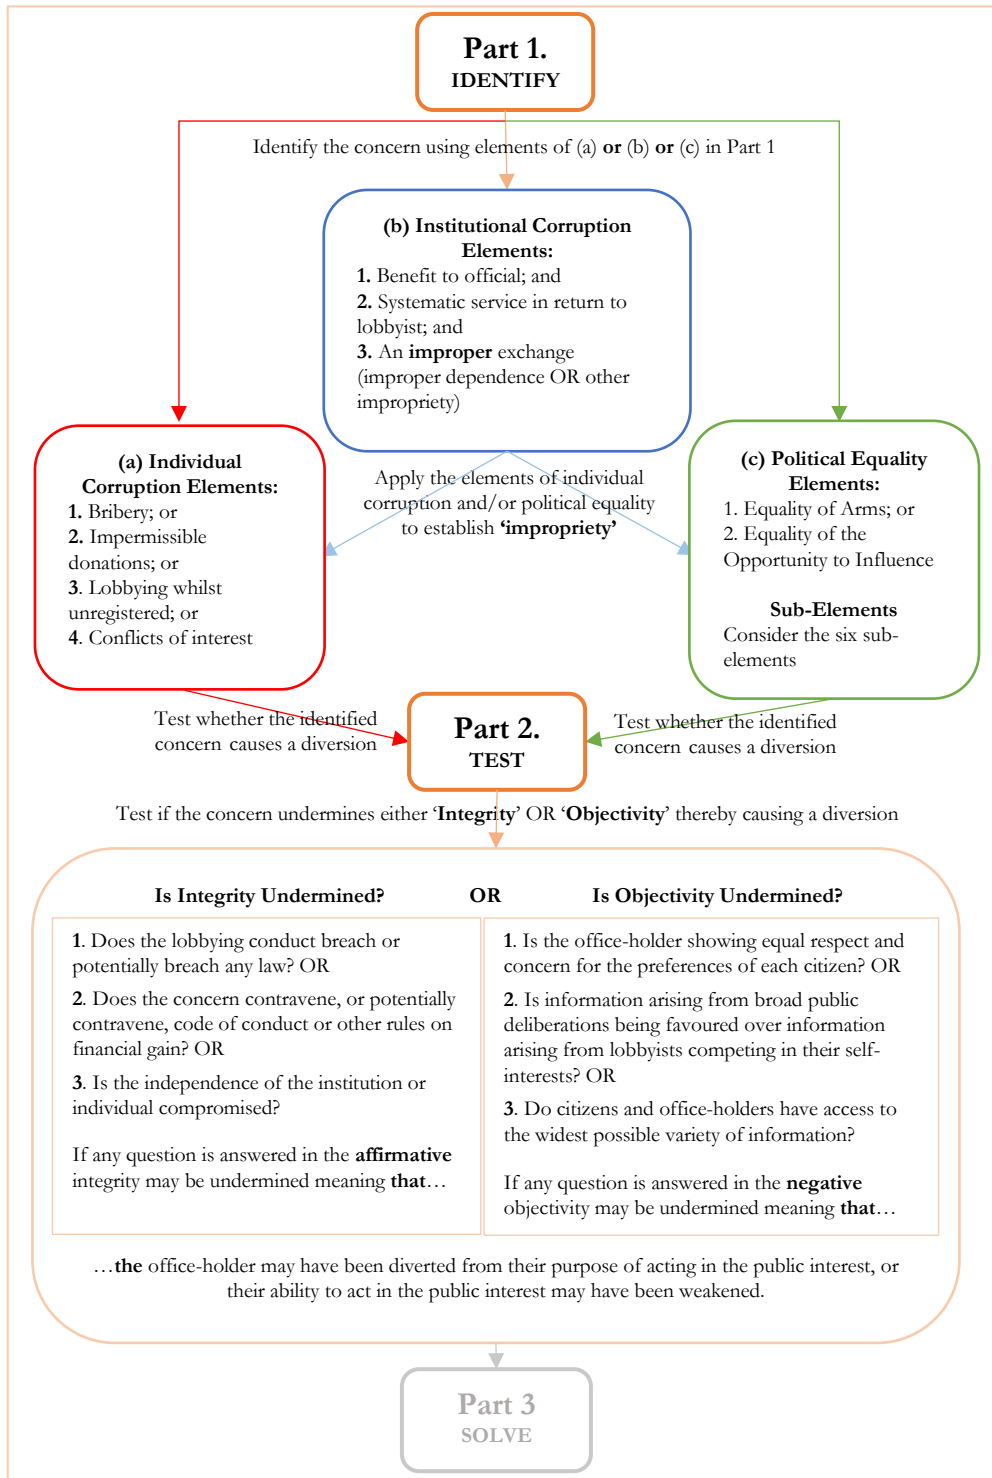 Part 1.
IDENTIFY
Identify the concern using elements of (a) or (b) or (c) in Part 1
(b) Institutional Corruption
Elements:
1. Benefit to official; and
2. Systematic service in return to
lobbyist; and
3. An improper exchange
(improper dependence OR other
impropriety)
(a) Individual
Corruption Elements:
1. Bribery; or
2. Impermissible
donations; or
3. Lobbying whilst
unregistered; or
4. Conflicts of interest
Apply the elements of individual
corruption and/or political equality
to establish ‘impropriety’
(c) Political Equality
Elements:
1. Equality of Arms; or
2. Equality of the
Opportunity to Influence
Sub-Elements
Consider the six sub-
elements
Test whether the identified
concern causes a diversion
Part 2.
TEST
Test whether the identified
concern causes a diversion
Test if the concern undermines either ‘Integrity’ OR ‘Objectivity’ thereby causing a diversion
Is Integrity Undermined? OR Is Objectivity Undermined?
1. Does the lobbying conduct breach or
potentially breach any law? OR
2. Does the concern contravene, or potentially
contravene, code of conduct or other rules on
financial gain? OR
3. Is the independence of the institution or
individual compromised?
If any question is answered in the affirmative
integrity may be undermined meaning that…
1. Is the office-holder showing equal respect and
concern for the preferences of each citizen? OR
2. Is information arising from broad public
deliberations being favoured over information
arising from lobbyists competing in their self-
interests? OR
3. Do citizens and office-holders have access to
the widest possible variety of information?
If any question is answered in the negative
objectivity may be undermined meaning that…
…the office-holder may have been diverted from their purpose of acting in the public interest, or
their ability to act in the public interest may have been weakened.
Part 3
SOLVE